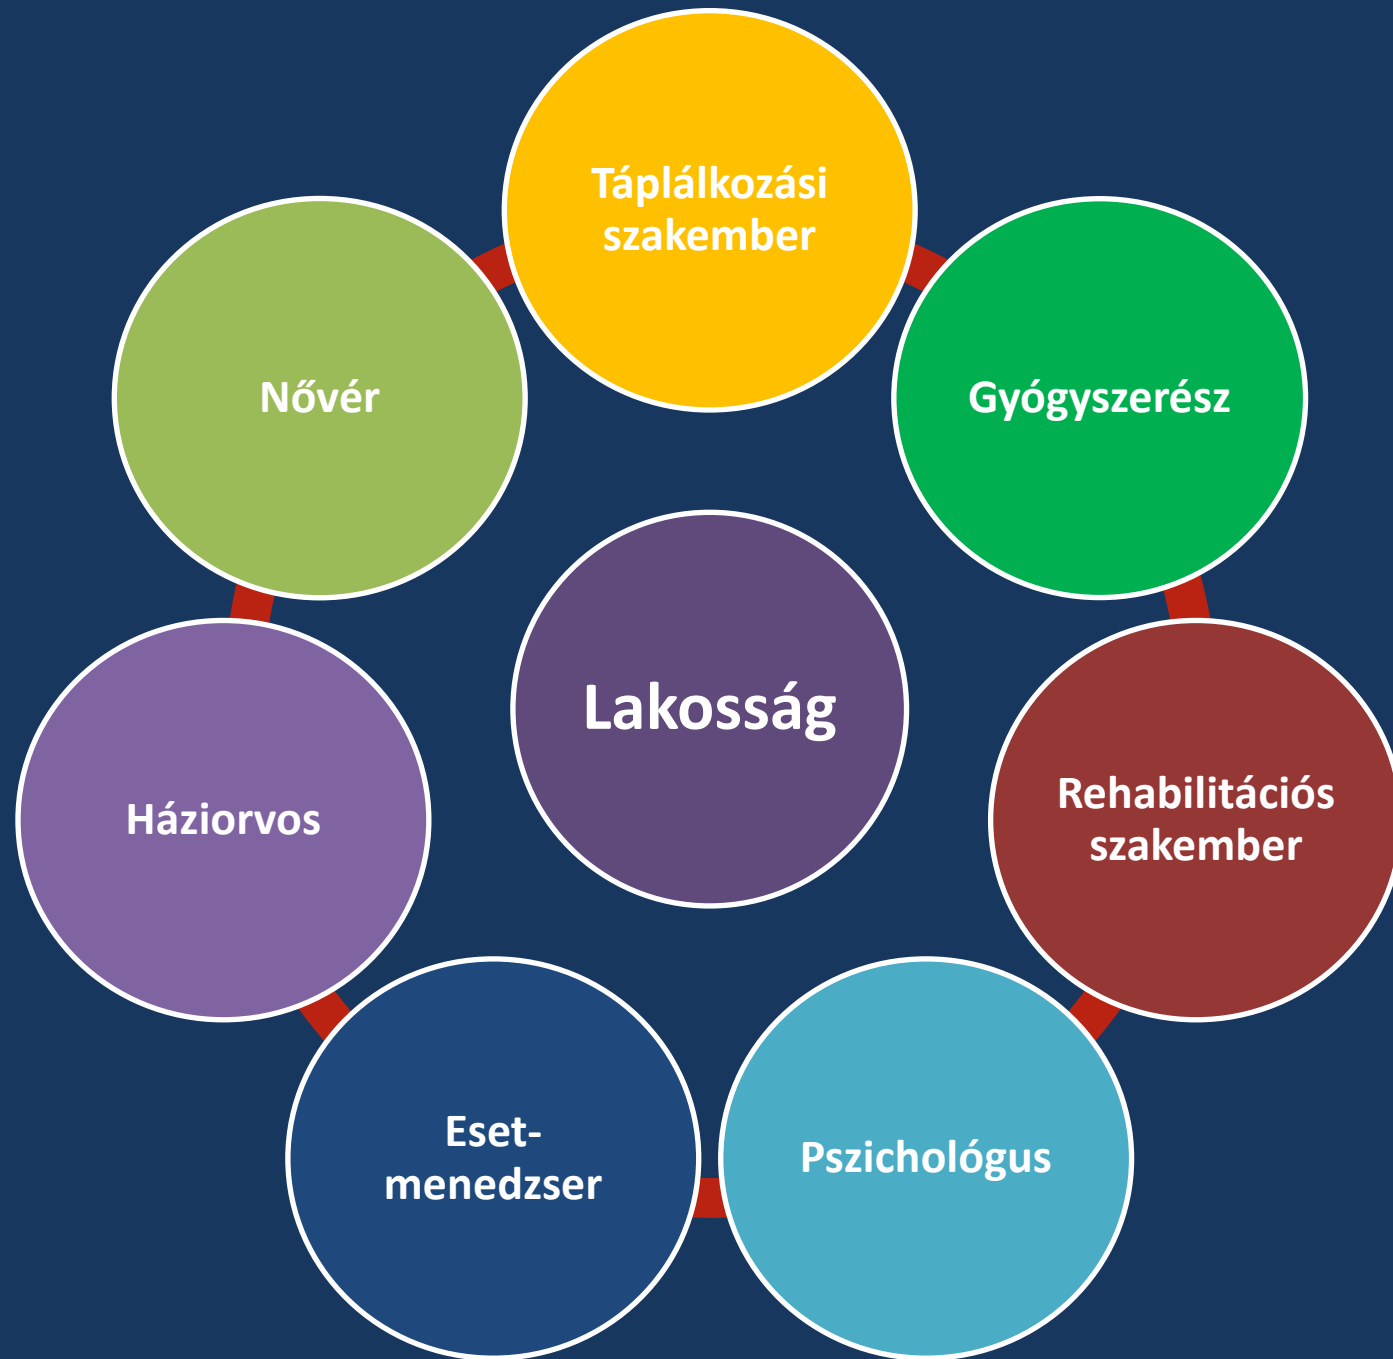 Táplálkozási
szakember
Nővér
Gyógyszerész
Lakosság
Rehabilitációs
szakember
Háziorvos
Eset-
menedzser
Pszichológus